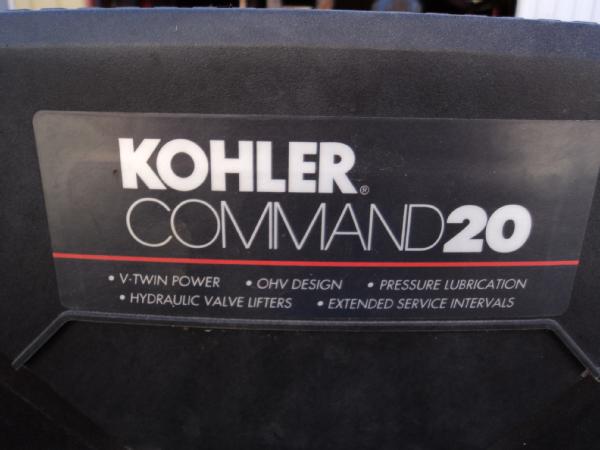 KOHLER®
COMMAND20
• V-TWIN POWER • OHV DESIGN • PRESSURE LUBRICATION
• HYDRAULIC VALVE LIFTERS • EXTENDED SERVICE INTERVALS